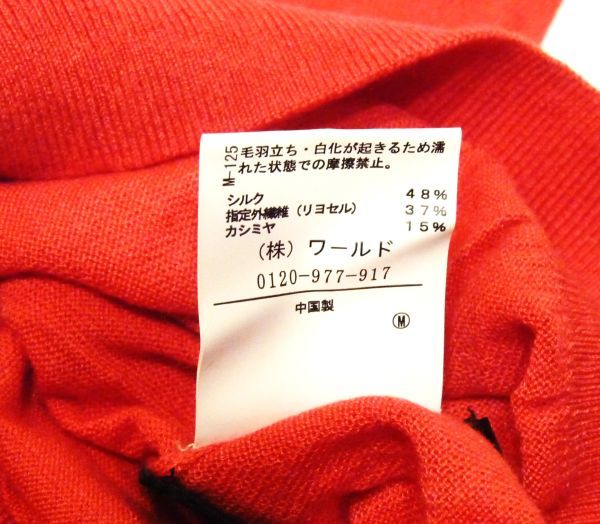 M-125
毛羽立ち・白化が起きるため濡
れた状態での摩擦禁止。
シルク 48%
指定外繊維(リヨセル) 37%
カシミヤ 15%
(株)ワールド
0120-977-917
中国製
Ⓜ